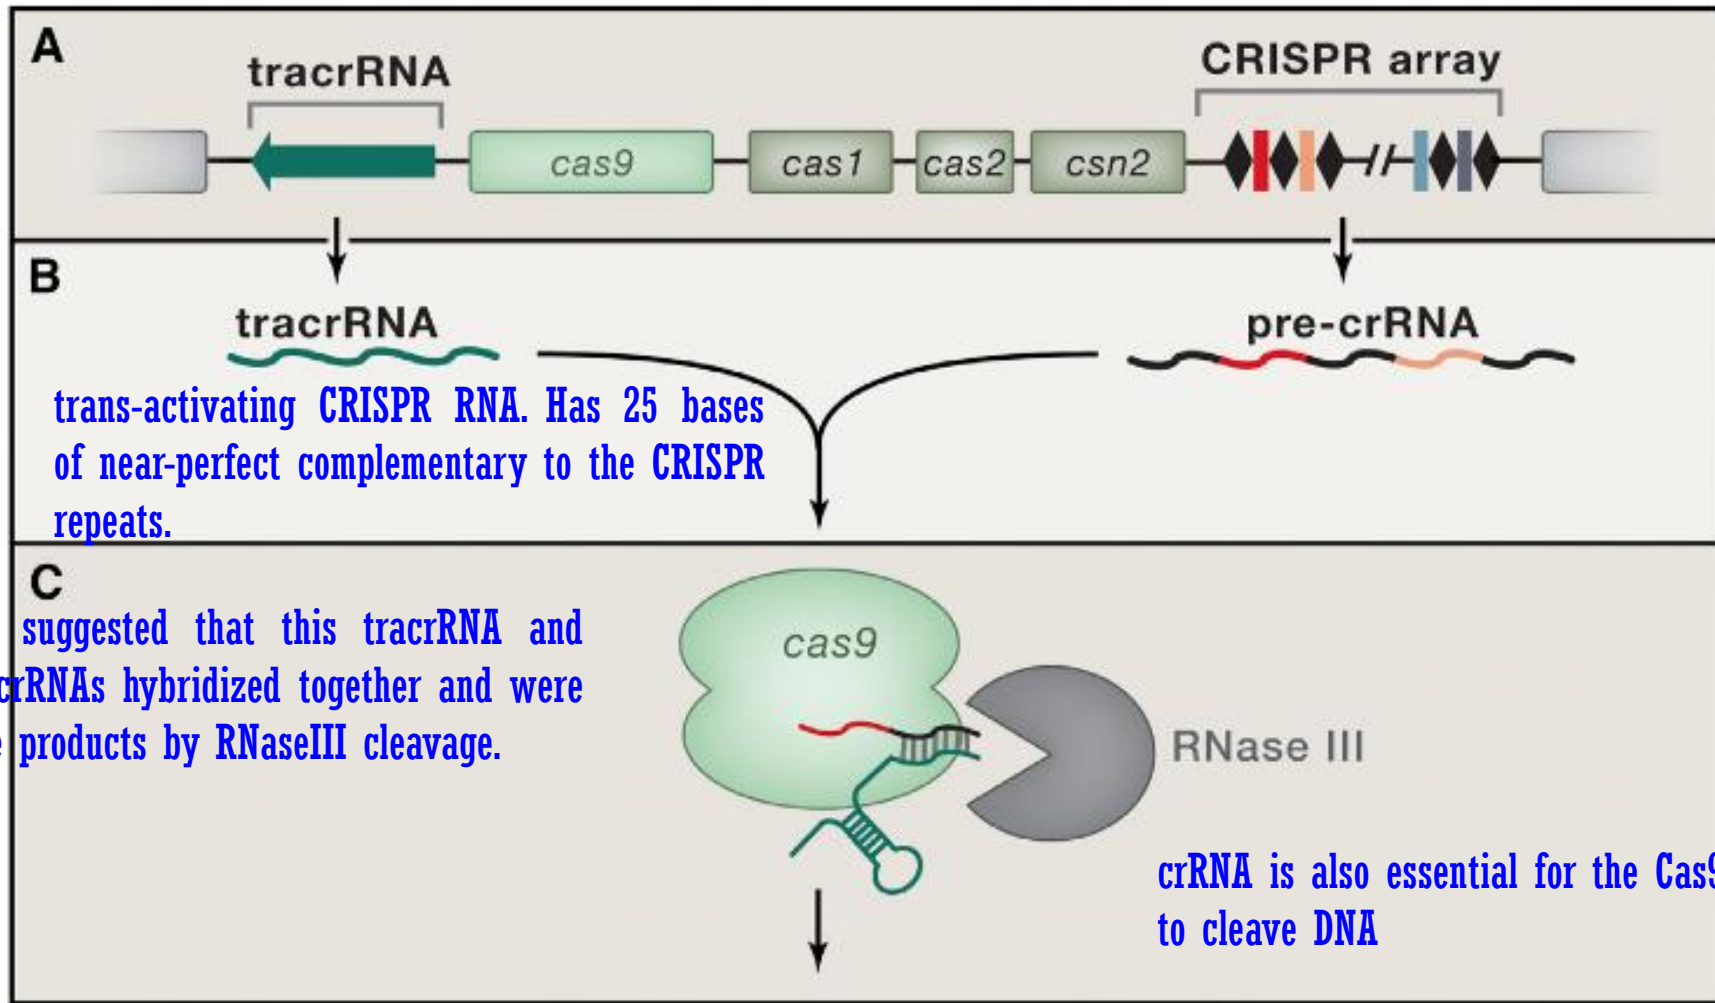 A
tracrRNA
CRISPR array
cas9
cas1
cas2
csn2
B
tracrRNA
pre-crRNA
trans-activating CRISPR RNA. Has 25 bases
of near-perfect complementary to the CRISPR
repeats.
C
suggested that this tracrRNA and
crRNAs hybridized together and were
products by RNaseIII cleavage.
cas9
RNase III
crRNA is also essential for the Cas9
to cleave DNA